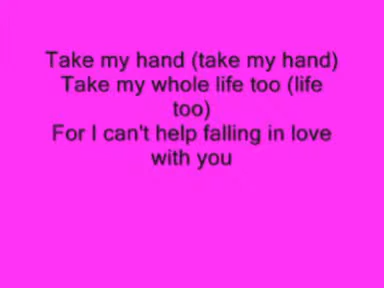 Take my hand (take my hand)
Take my whole life too (life
too)
For I can't help falling in love
with you